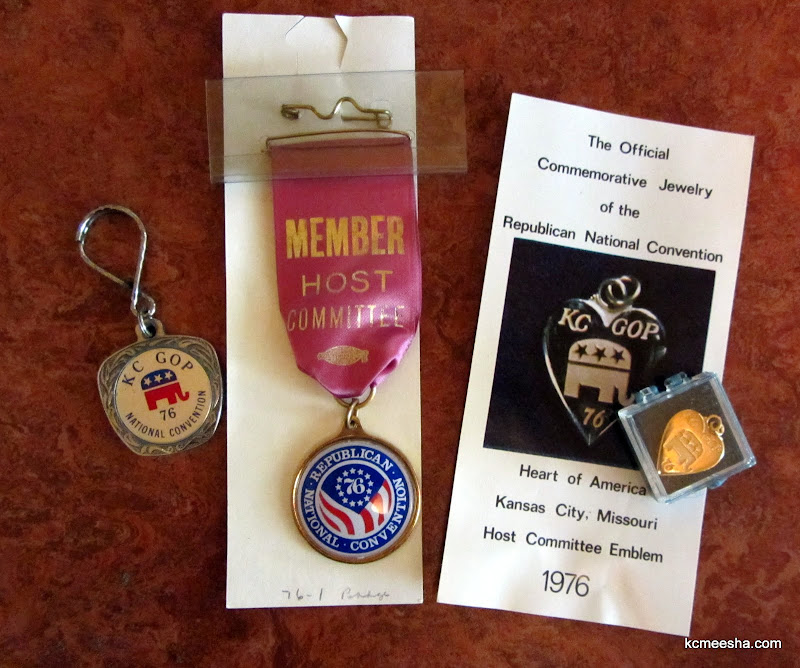 KC GOP
76
NATIONAL CONVENTION
MEMBER
HOST
COMMITTEE
REPUBLICAN
76
NATIONAL · CONVENTION
76-1 Badge
The Official
Commemorative Jewelry
of the
Republican National Convention
KC GOP
76
Heart of America
Kansas City, Missouri
Host Committee Emblem
1976
kcmeesha.com